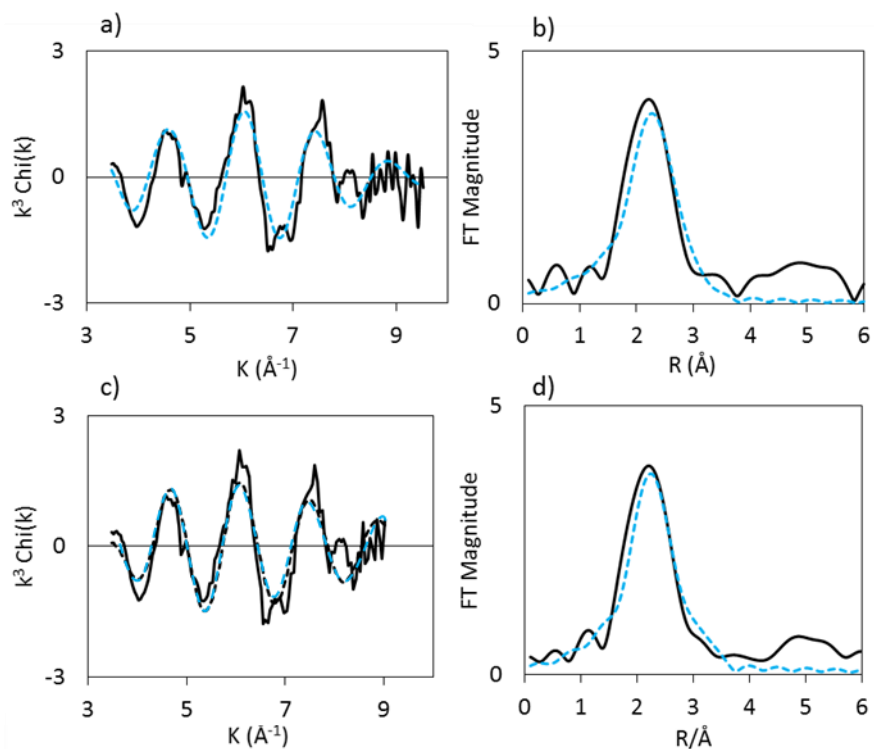 a)
3
0
-3
k³ Chi(k)
3 5 7 9
K (Å⁻¹)
b)
5
0
FT Magnitude
0 1 2 3 4 5 6
R (Å)
c)
3
0
-3
k³ Chi(k)
3 5 7 9
K (Å⁻¹)
d)
5
0
FT Magnitude
0 1 2 3 4 5 6
R/Å